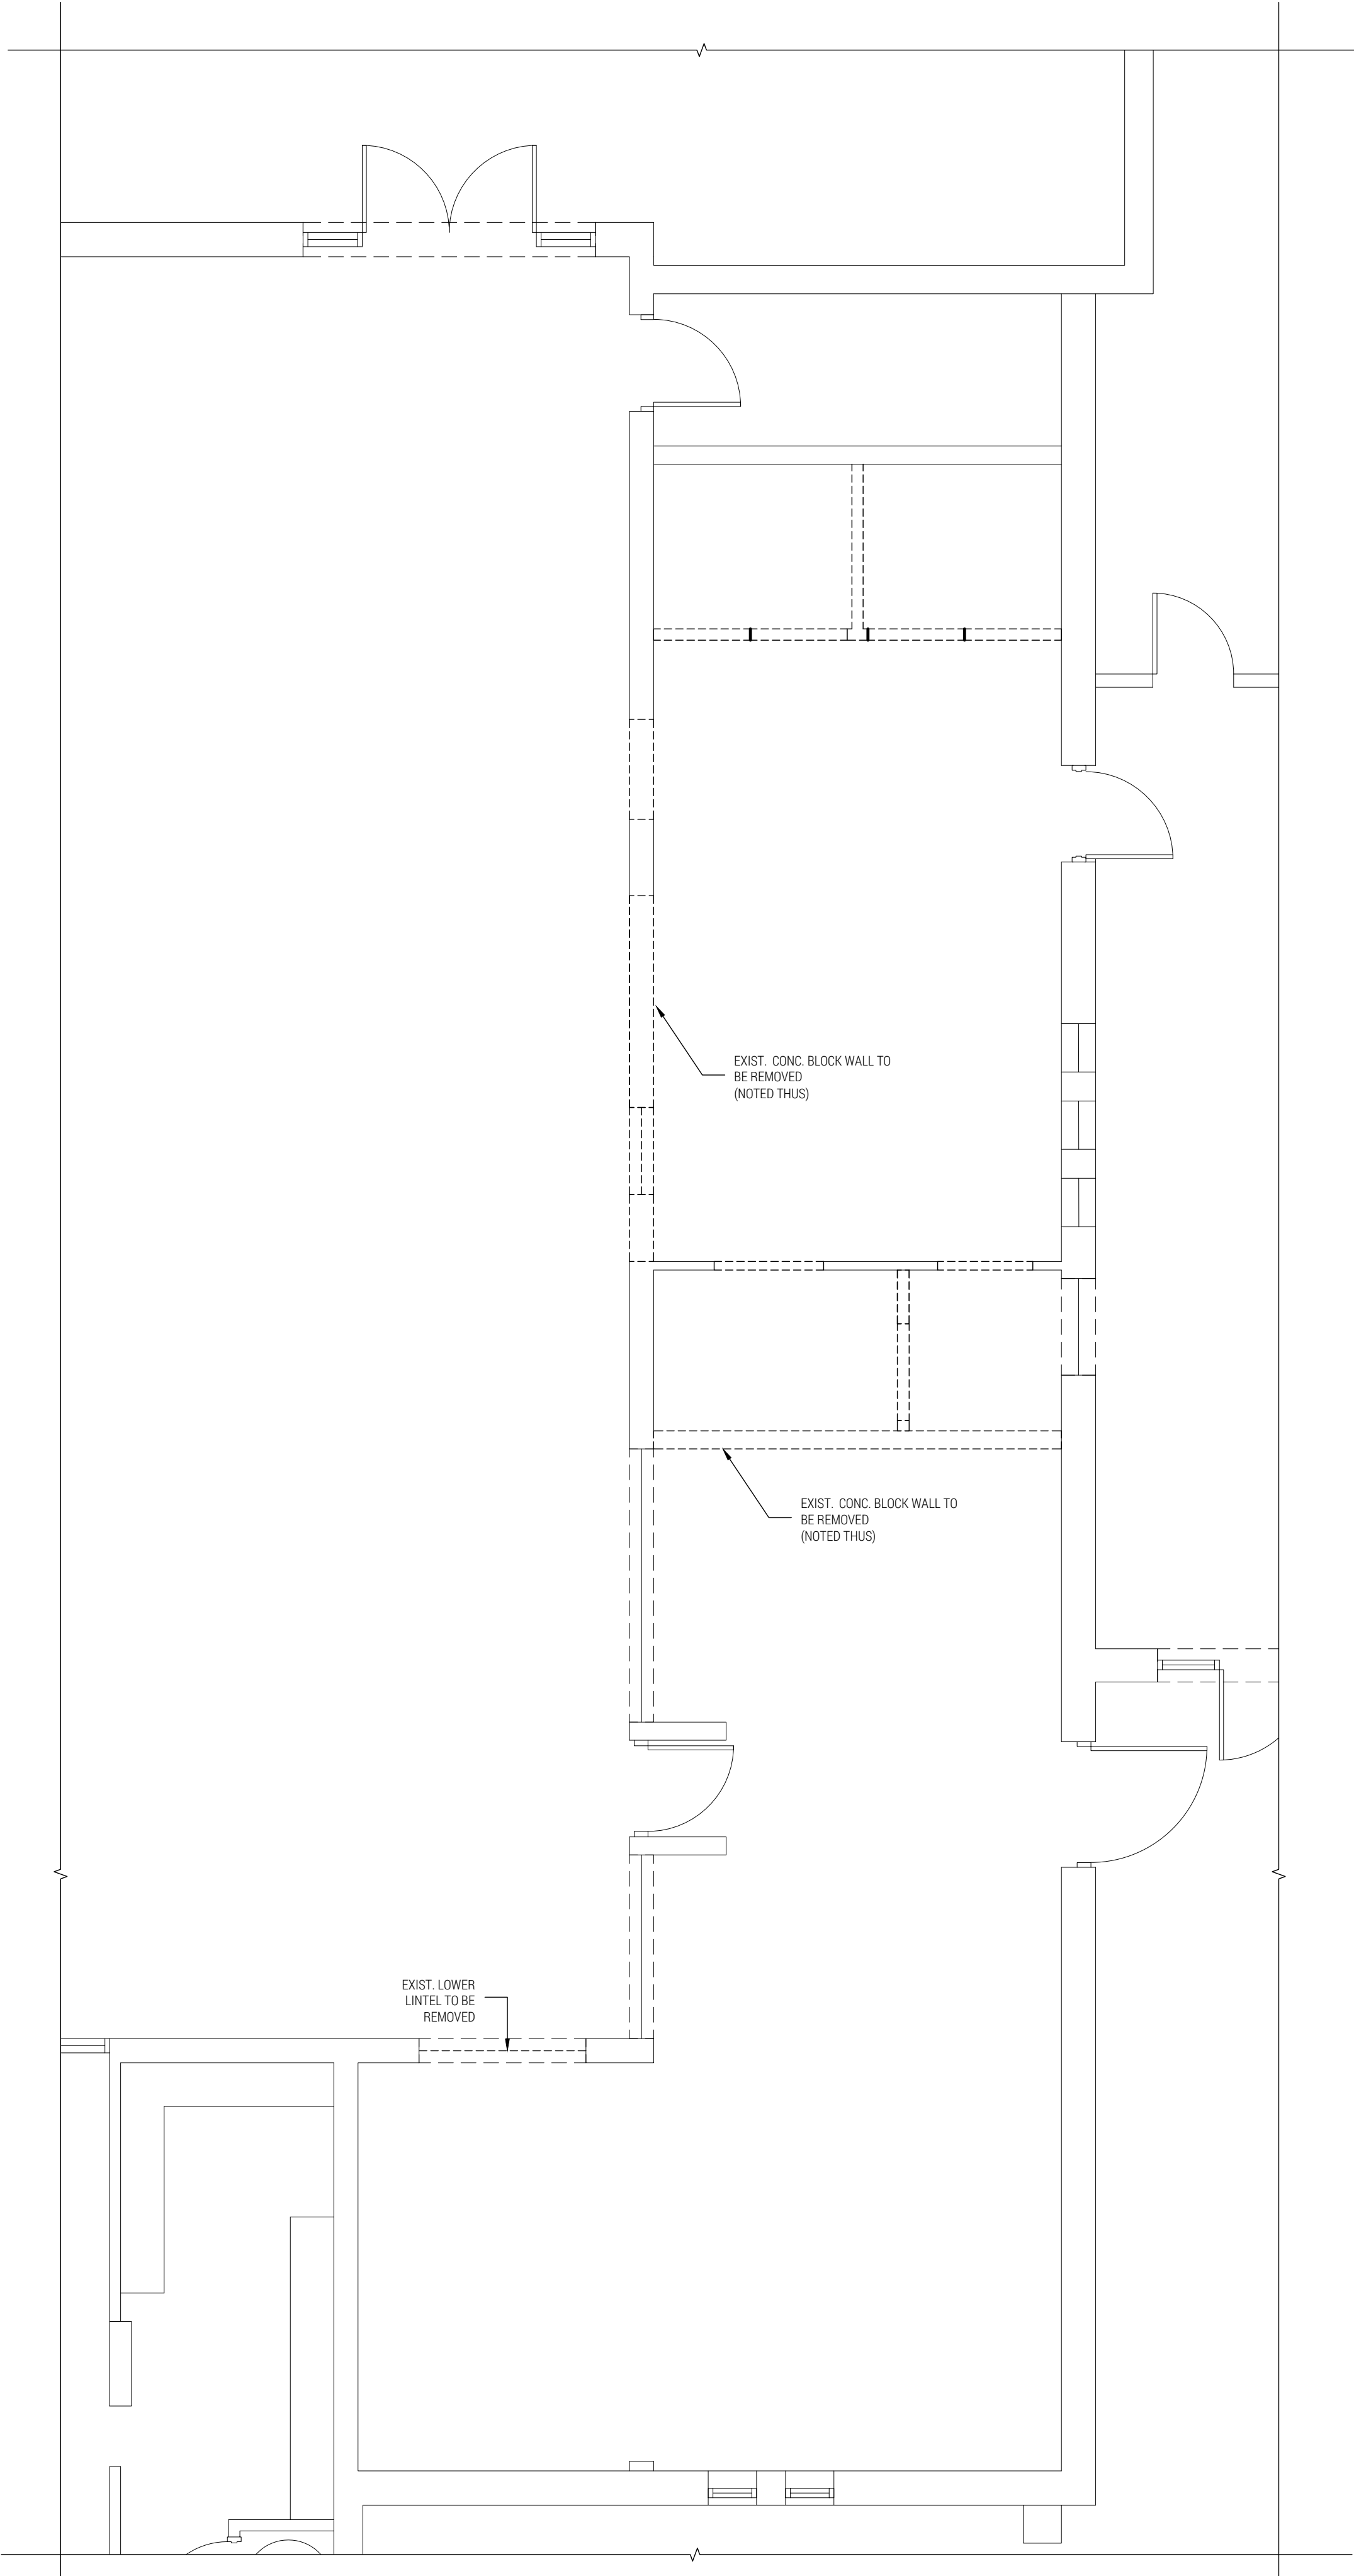 EXIST. CONC. BLOCK WALL TO
BE REMOVED
(NOTED THUS)
EXIST. CONC. BLOCK WALL TO
BE REMOVED
(NOTED THUS)
EXIST. LOWER
LINTEL TO BE
REMOVED